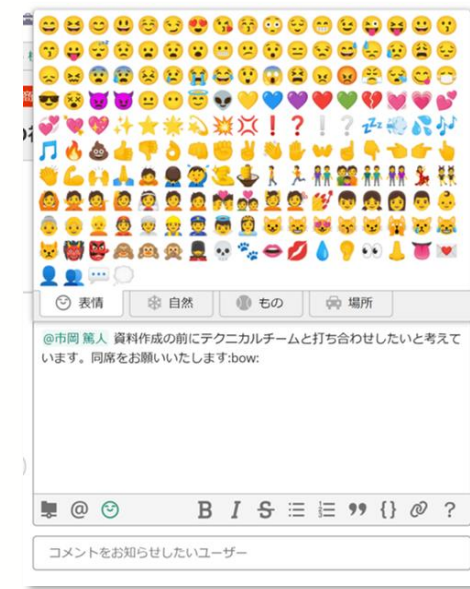 表情 自然 もの 場所
@市岡 篤人 資料作成の前にテクニカルチームと打ち合わせしたいと考えて
います。同席をお願いいたします:bow:
@ B I S {} ?
コメントをお知らせしたいユーザー